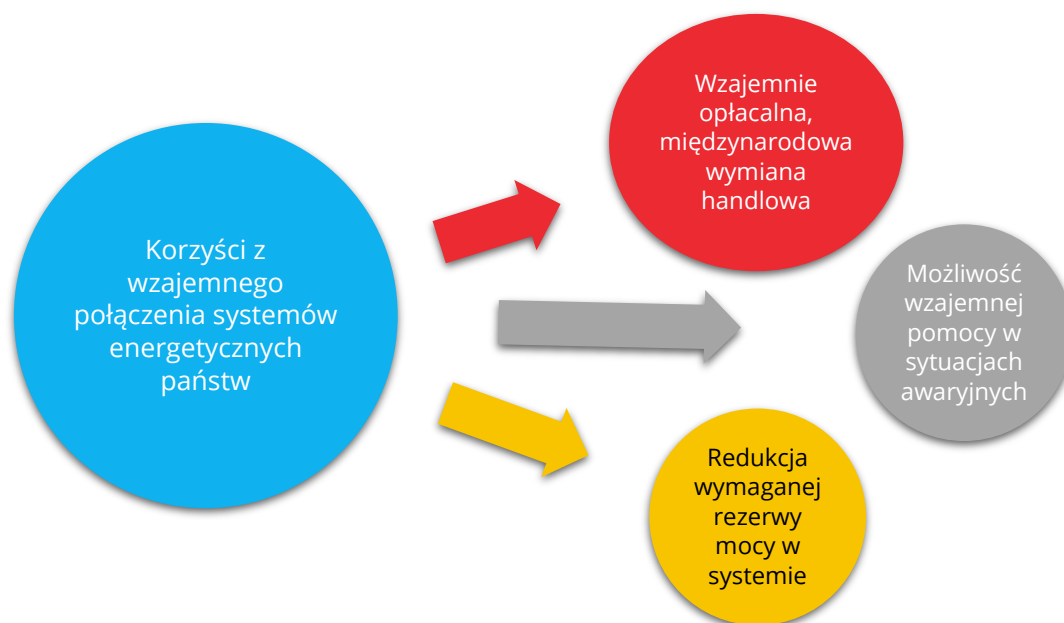 Korzyści z
wzajemnego
połączenia systemów
energetycznych
państw
Wzajemnie
opłacalna,
międzynarodowa
wymiana
handlowa
Możliwość
wzajemnej
pomocy w
sytuacjach
awaryjnych
Redukcja
wymaganej
rezerwy
mocy w
systemie